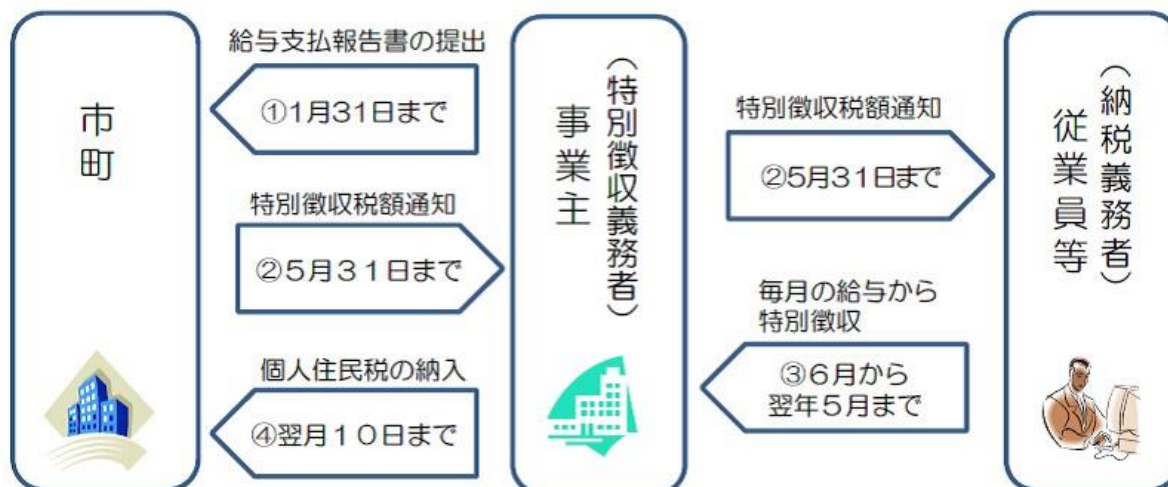 市町
給与支払報告書の提出
①1月31日まで
特別徴収税額通知
②5月31日まで
個人住民税の納入
④翌月10日まで
事業主
(特別徴収義務者)
特別徴収税額通知
②5月31日まで
毎月の給与から
特別徴収
③6月から
翌年5月まで
従業員等
(納税義務者)